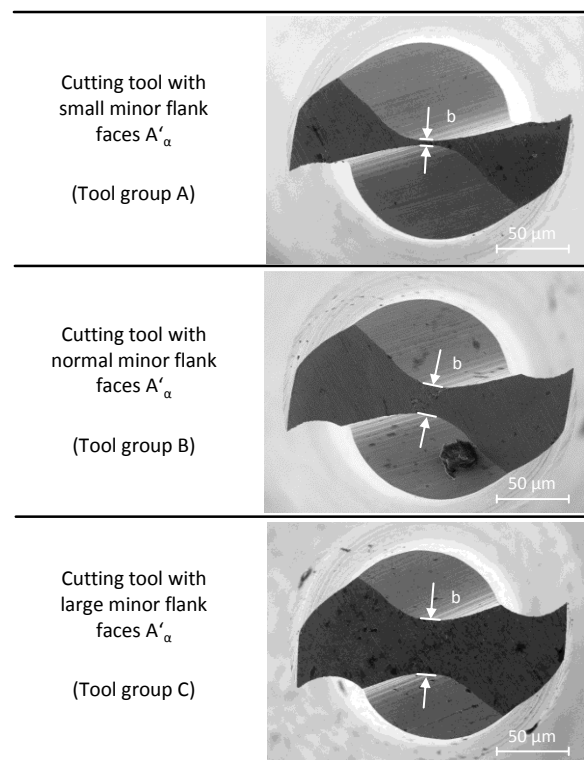 Cutting tool with
small minor flank
faces A‘α
(Tool group A)
b
50 µm
Cutting tool with
normal minor flank
faces A‘α
(Tool group B)
b
50 µm
Cutting tool with
large minor flank
faces A‘α
(Tool group C)
b
50 µm